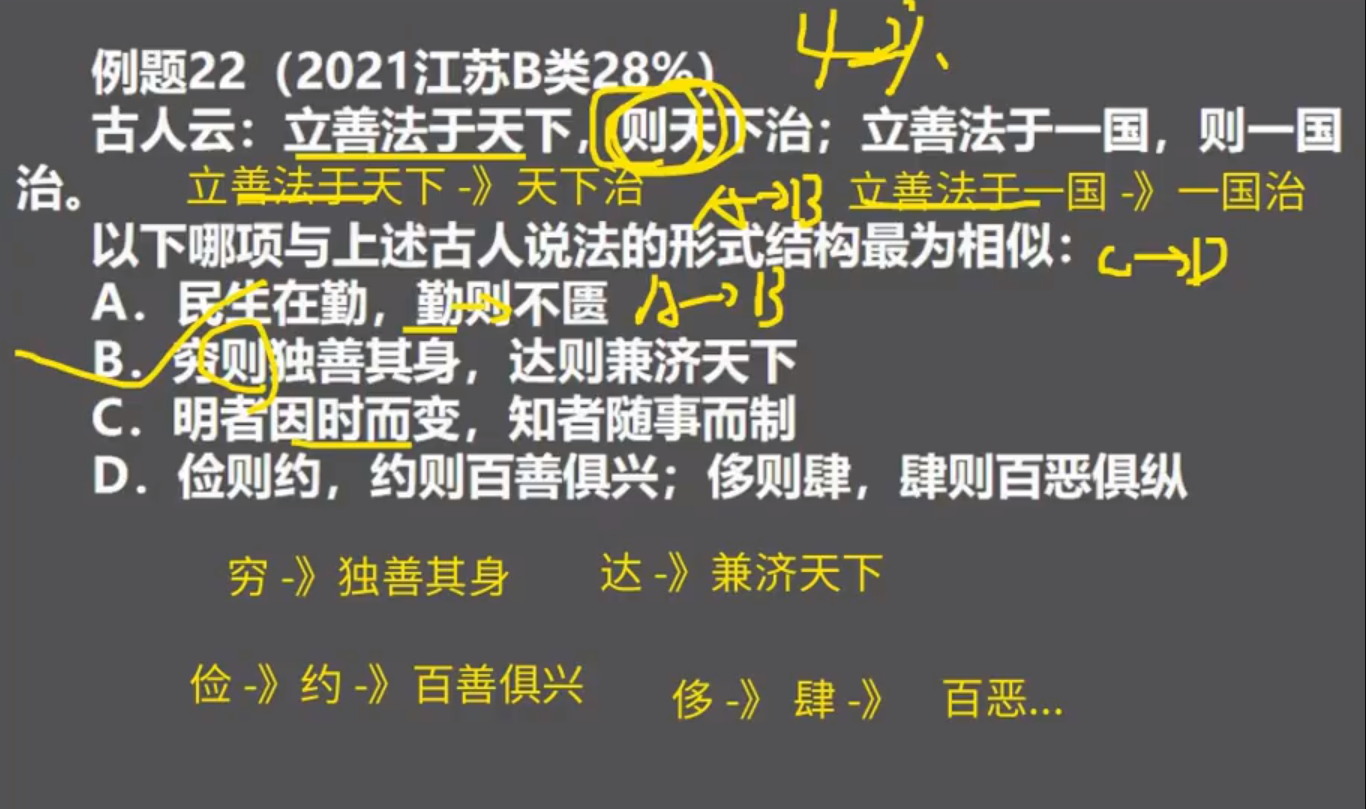 例题22（2021江苏B类28%）
古人云：立善法于天下，则天下治；立善法于一国，则一国
治。
立善法于天下 -》天下治
A→B
立善法于一国 -》一国治
以下哪项与上述古人说法的形式结构最为相似：
C→D
A．民生在勤，勤则不匮
A→B
B．穷则独善其身，达则兼济天下
C．明者因时而变，知者随事而制
D．俭则约，约则百善俱兴；侈则肆，肆则百恶俱纵
穷 -》独善其身 达 -》兼济天下
俭 -》约 -》百善俱兴 侈 -》 肆 -》 百恶...